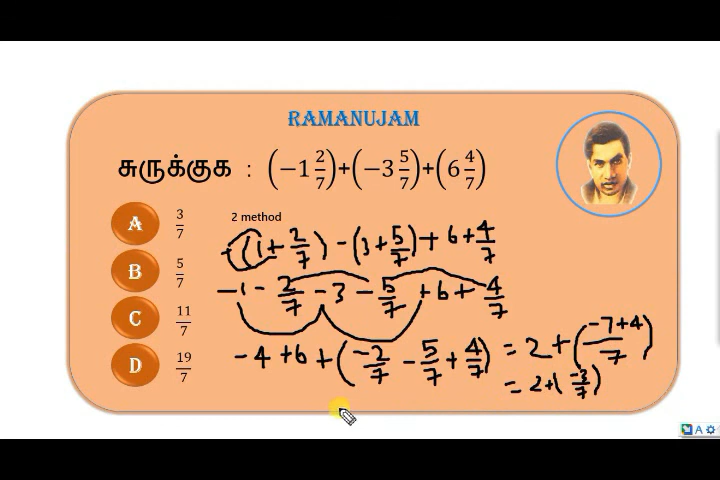 RAMANUJAM
சுருக்குக : (−1 2/7)+(−3 5/7)+(6 4/7)
A 3/7
B 5/7
C 11/7
D 19/7
2 method
-(1+2/7) - (3+5/7) + 6+4/7
-1 - 2/7 - 3 - 5/7 + 6 + 4/7
-4 + 6 + (-2/7 - 5/7 + 4/7) = 2 + (-7+4/7)
= 2+(-3/7)
A